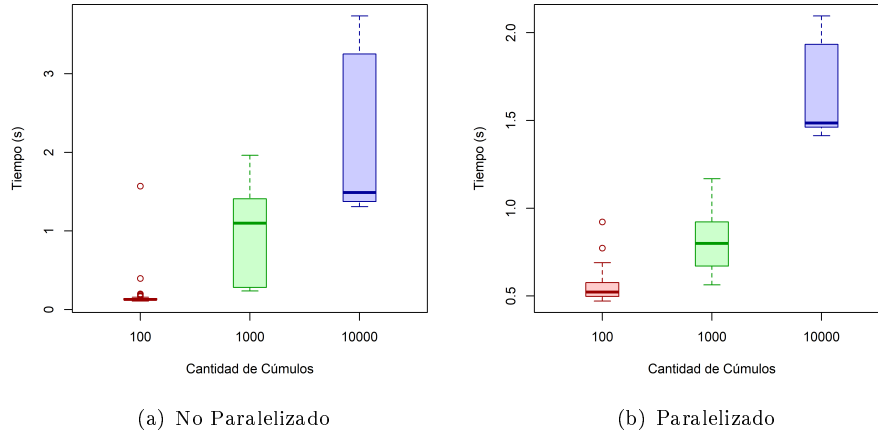 3
2
1
0
Tiempo (s)
100
1000
10000
Cantidad de Cúmulos
(a) No Paralelizado
2.0
1.5
1.0
0.5
Tiempo (s)
100
1000
10000
Cantidad de Cúmulos
(b) Paralelizado